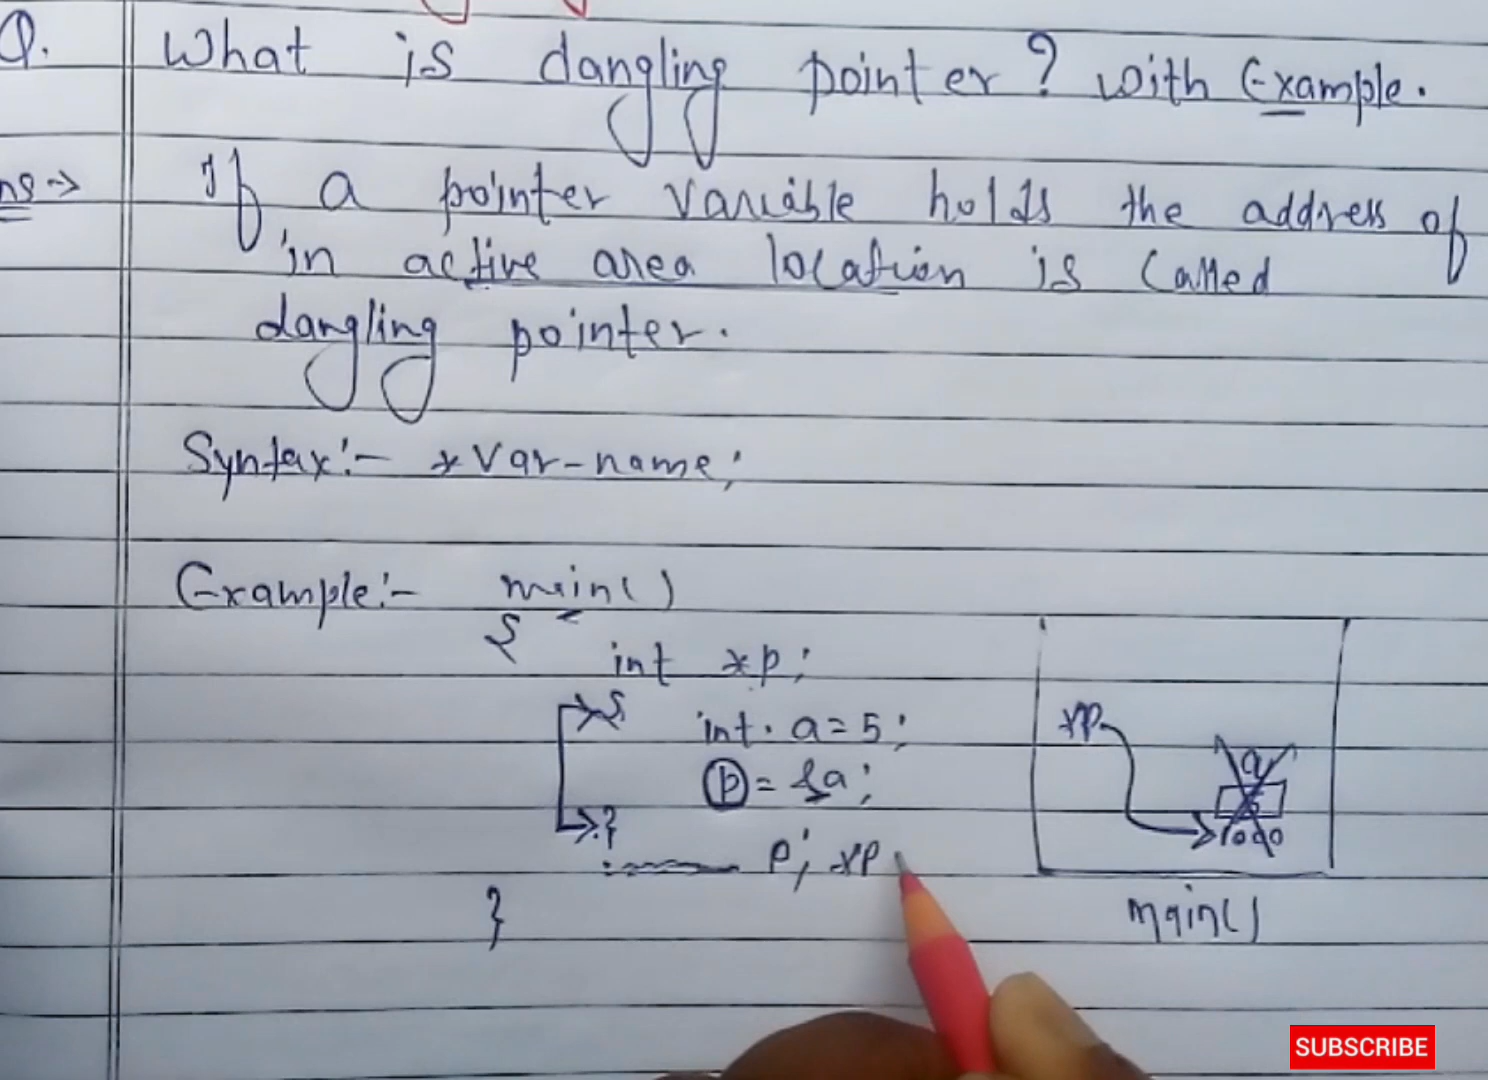 Q. What is dangling pointer? with Example.
ns-> If a pointer variable holds the address of
in active area location is called
dangling pointer.
Syntax:- *var-name;
Example:- main()
{
int *p;
{ int a=5;
p = &a;
}
p; *p
}
*p
a
5
1000
main()
SUBSCRIBE